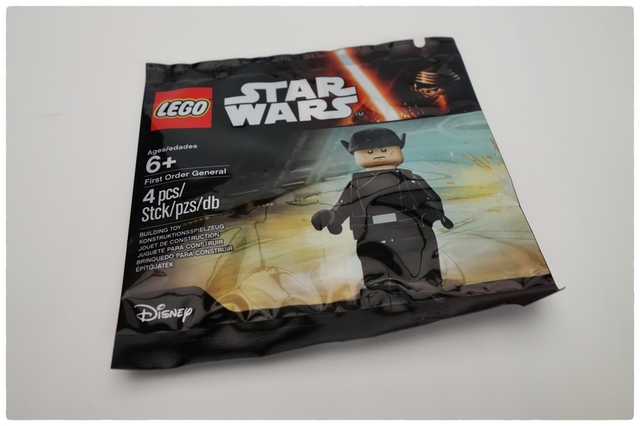 LEGO
STAR
WARS™
Ages/edades
6+
First Order General
4 pcs/
Stck/pzs/db
BUILDING TOY
KONSTRUKTIONSSPIELZEUG
JOUET DE CONSTRUCTION
JUGUETE PARA CONSTRUIR
BRINQUEDO PARA CONSTRUIR
ÉPÍTŐJÁTÉK
Disney